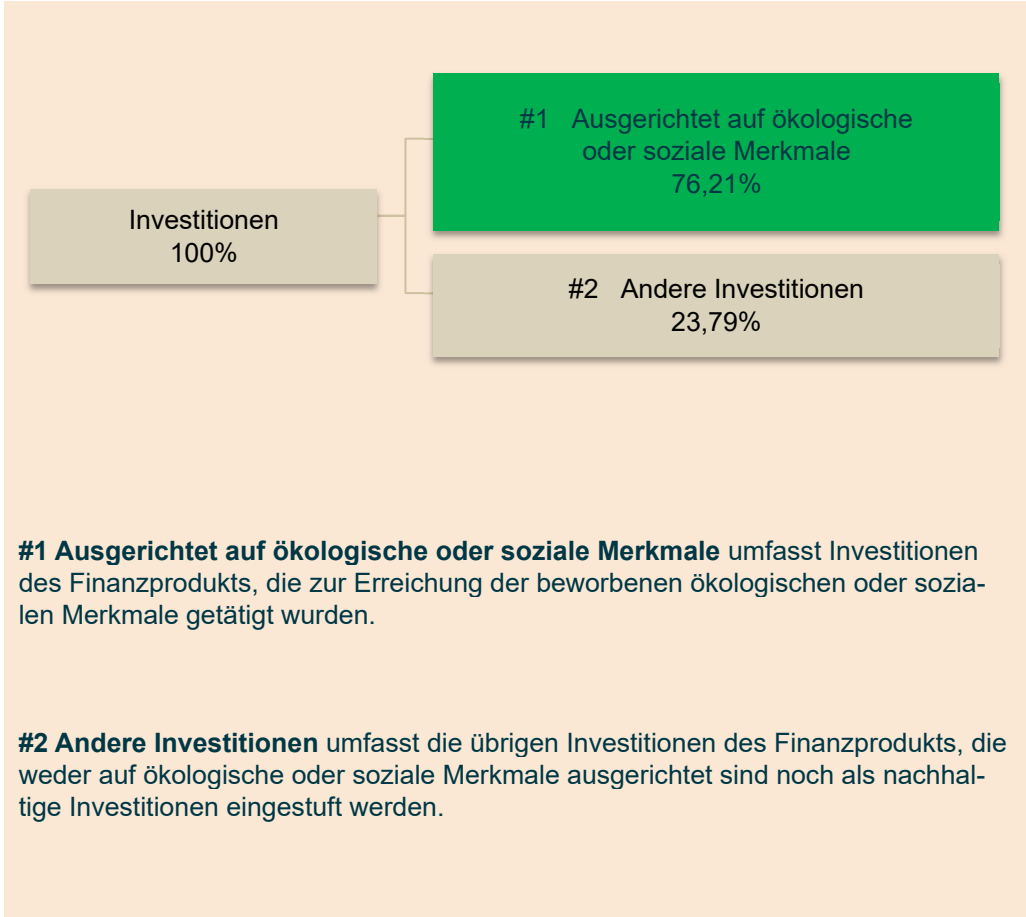 #1 Ausgerichtet auf ökologische
oder soziale Merkmale
76,21%
Investitionen
100%
#2 Andere Investitionen
23,79%
#1 Ausgerichtet auf ökologische oder soziale Merkmale umfasst Investitionen
des Finanzprodukts, die zur Erreichung der beworbenen ökologischen oder sozia-
len Merkmale getätigt wurden.
#2 Andere Investitionen umfasst die übrigen Investitionen des Finanzprodukts, die
weder auf ökologische oder soziale Merkmale ausgerichtet sind noch als nachhal-
tige Investitionen eingestuft werden.